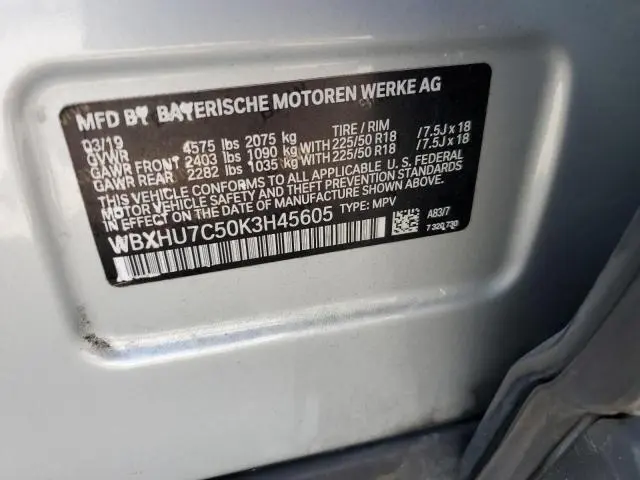 MFD BY BAYERISCHE MOTOREN WERKE AG
03/19 TIRE / RIM
GVWR 4575 lbs 2075 kg
GAWR FRONT 2403 lbs 1090 kg WITH 225/50 R18 /7.5J x 18
GAWR REAR 2282 lbs 1035 kg WITH 225/50 R18 /7.5J x 18
THIS VEHICLE CONFORMS TO ALL APPLICABLE U.S. FEDERAL
MOTOR VEHICLE SAFETY, BUMPER, AND THEFT PREVENTION STANDARDS
IN EFFECT ON THE DATE OF MANUFACTURE SHOWN ABOVE.
WBXHU7C50K3H45605 TYPE: MPV
A83/7
7 320 730